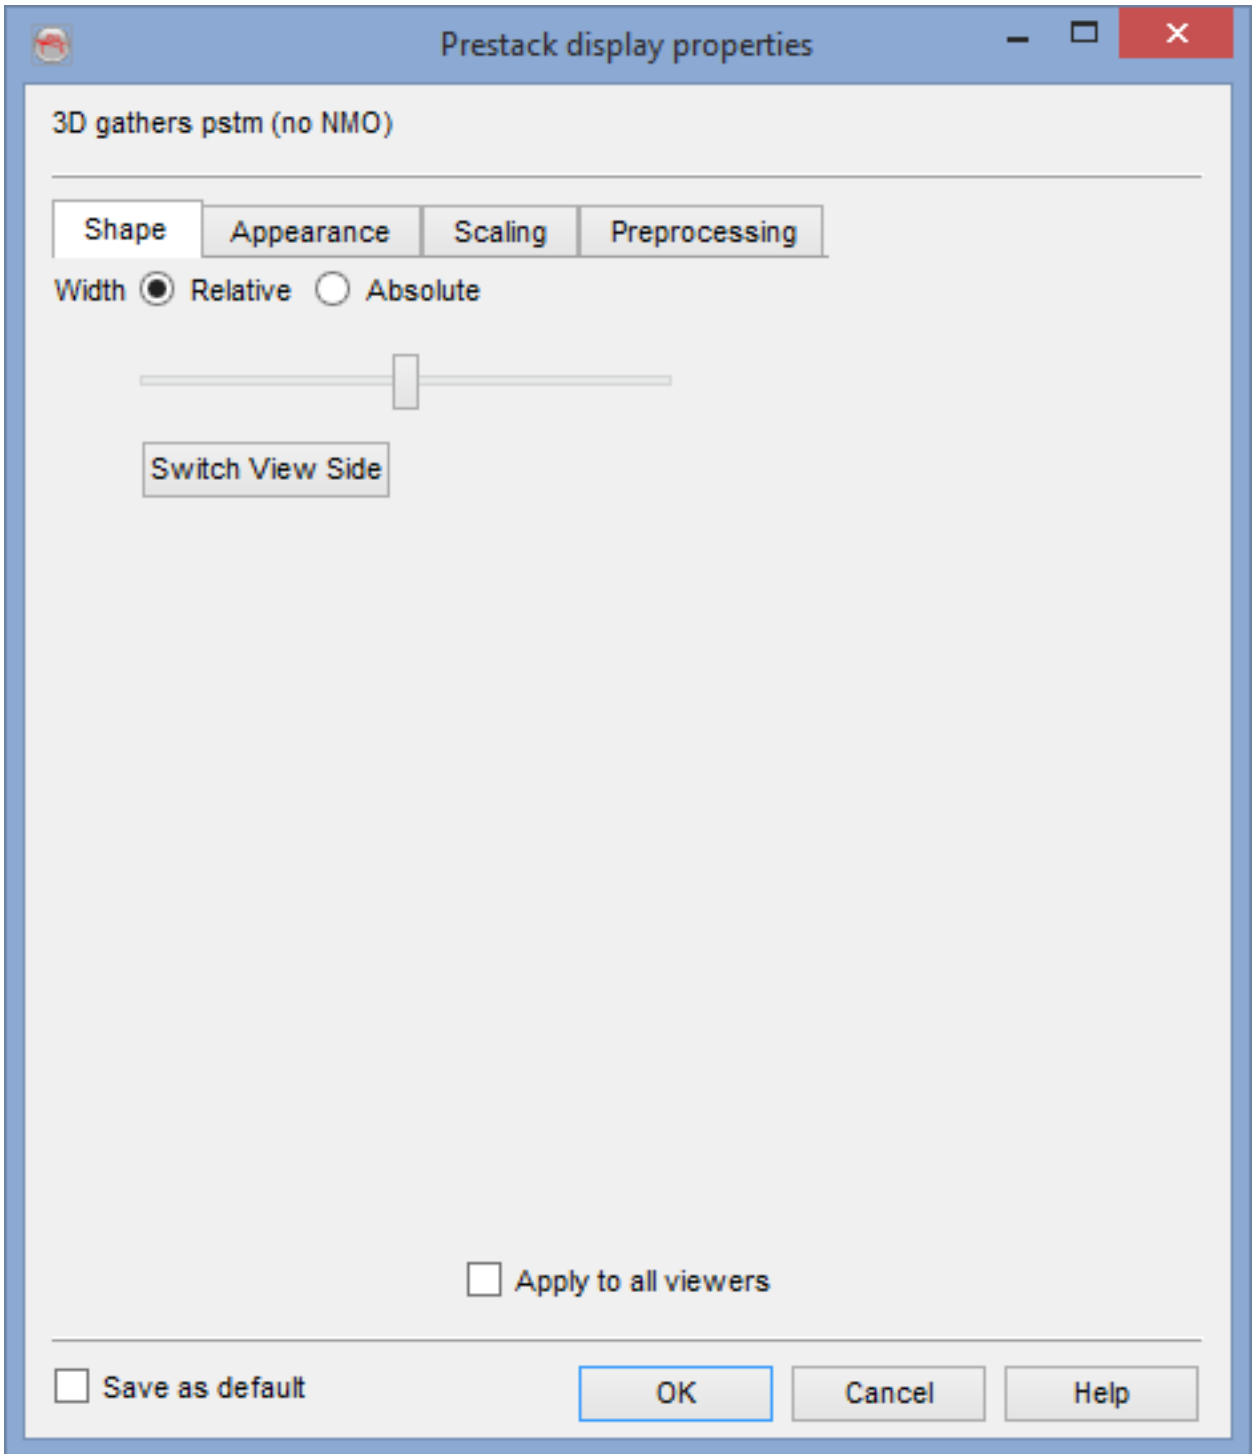 Prestack display properties
3D gathers pstm (no NMO)
Shape Appearance Scaling Preprocessing
Width Relative Absolute
Switch View Side
Apply to all viewers
Save as default OK Cancel Help